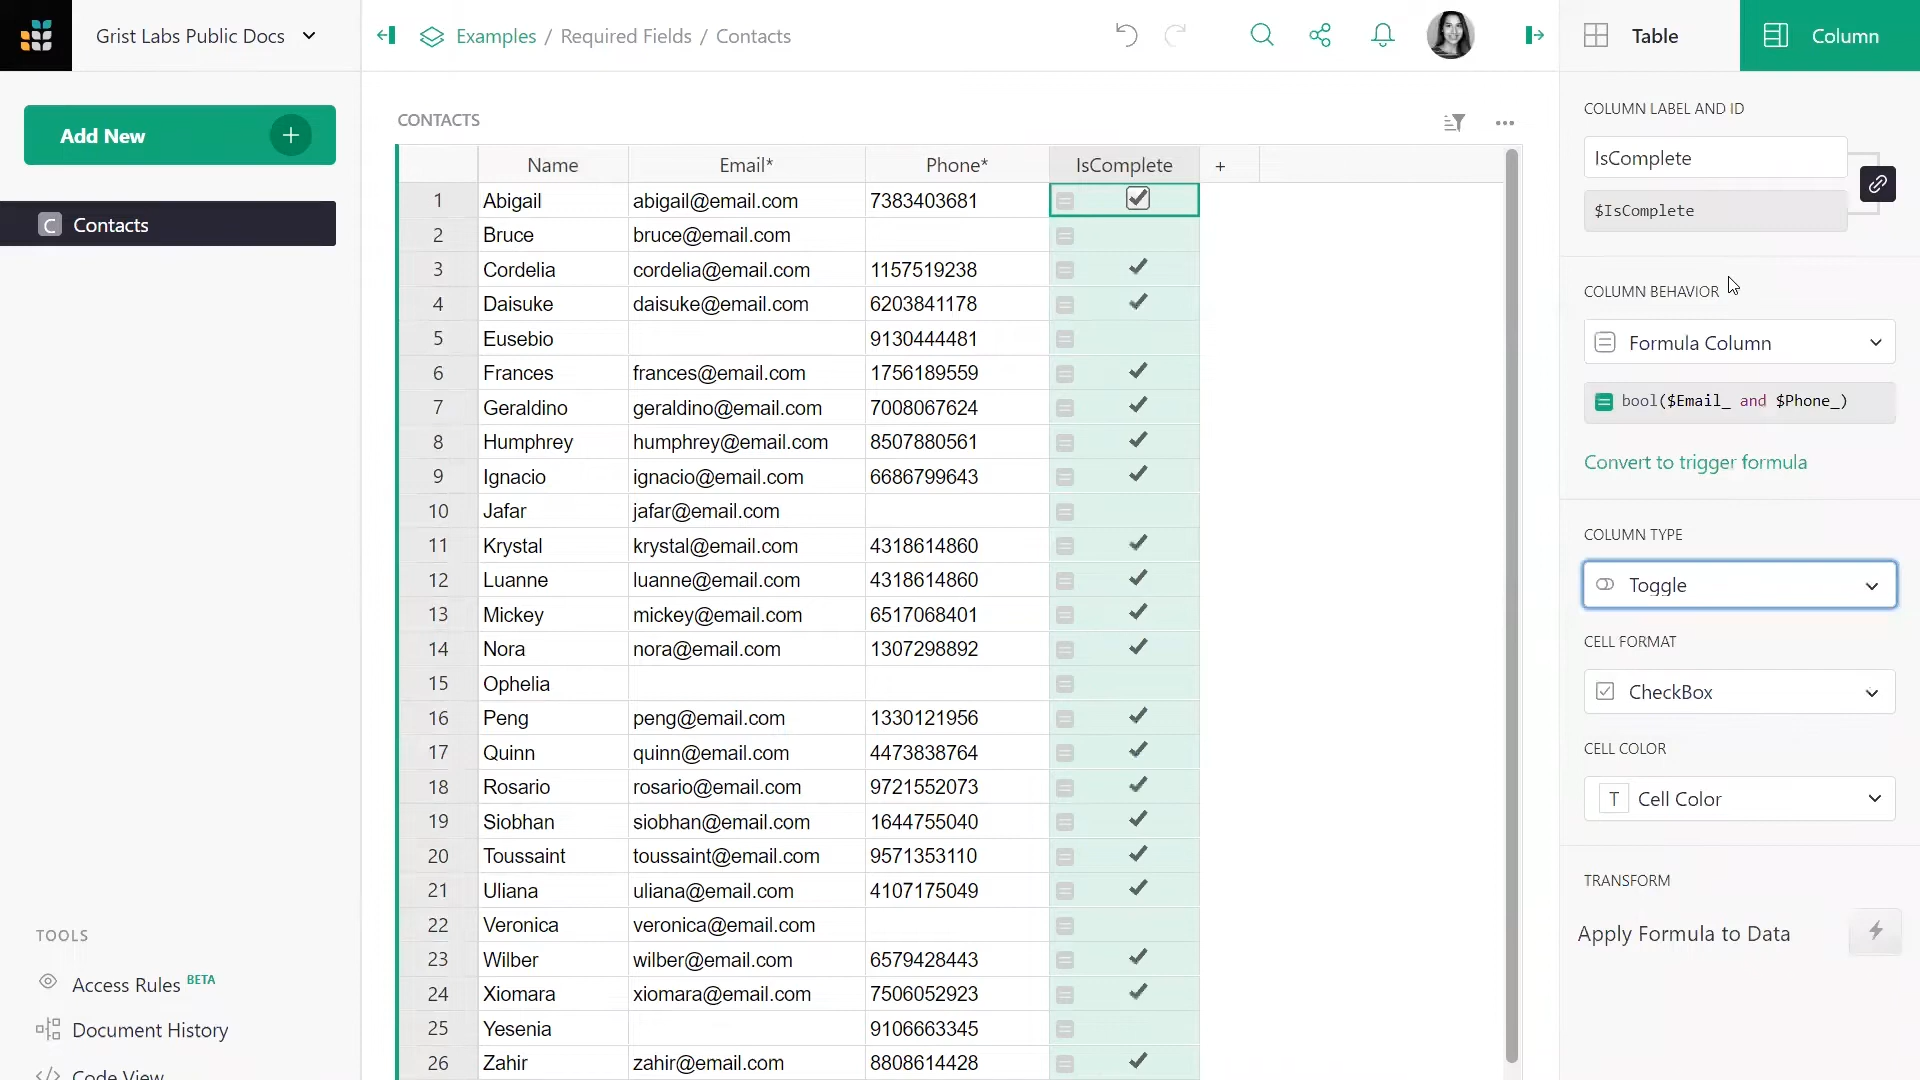 Grist Labs Public Docs
Examples / Required Fields / Contacts
Table
Column
Add New
C Contacts
TOOLS
Access Rules BETA
Document History
Code View
CONTACTS
Name Email* Phone* IsComplete +
1 Abigail abigail@email.com 7383403681
2 Bruce bruce@email.com
3 Cordelia cordelia@email.com 1157519238
4 Daisuke daisuke@email.com 6203841178
5 Eusebio 9130444481
6 Frances frances@email.com 1756189559
7 Geraldino geraldino@email.com 7008067624
8 Humphrey humphrey@email.com 8507880561
9 Ignacio ignacio@email.com 6686799643
10 Jafar jafar@email.com
11 Krystal krystal@email.com 4318614860
12 Luanne luanne@email.com 4318614860
13 Mickey mickey@email.com 6517068401
14 Nora nora@email.com 1307298892
15 Ophelia
16 Peng peng@email.com 1330121956
17 Quinn quinn@email.com 4473838764
18 Rosario rosario@email.com 9721552073
19 Siobhan siobhan@email.com 1644755040
20 Toussaint toussaint@email.com 9571353110
21 Uliana uliana@email.com 4107175049
22 Veronica veronica@email.com
23 Wilber wilber@email.com 6579428443
24 Xiomara xiomara@email.com 7506052923
25 Yesenia 9106663345
26 Zahir zahir@email.com 8808614428
COLUMN LABEL AND ID
IsComplete
$IsComplete
COLUMN BEHAVIOR
Formula Column
bool($Email_ and $Phone_)
Convert to trigger formula
COLUMN TYPE
Toggle
CELL FORMAT
CheckBox
CELL COLOR
T Cell Color
TRANSFORM
Apply Formula to Data